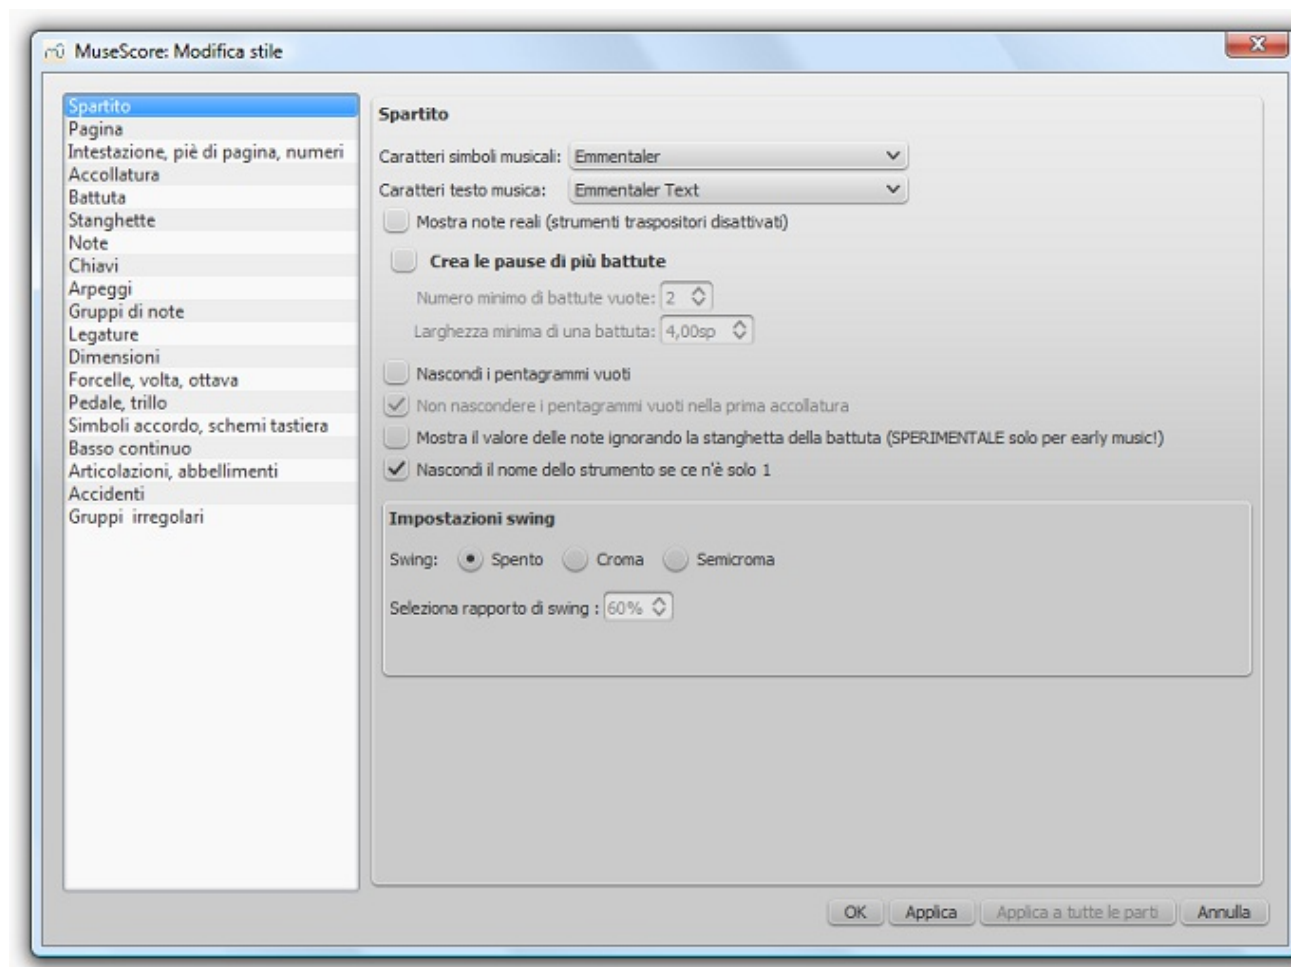 MuseScore: Modifica stile
Spartito
Pagina
Intestazione, piè di pagina, numeri
Accollatura
Battuta
Stanghette
Note
Chiavi
Arpeggi
Gruppi di note
Legature
Dimensioni
Forcelle, volta, ottava
Pedale, trillo
Simboli accordo, schemi tastiera
Basso continuo
Articolazioni, abbellimenti
Accidenti
Gruppi irregolari
Spartito
Caratteri simboli musicali: Emmentaler
Caratteri testo musica: Emmentaler Text
Mostra note reali (strumenti traspositori disattivati)
Crea le pause di più battute
Numero minimo di battute vuote: 2
Larghezza minima di una battuta: 4,00sp
Nascondi i pentagrammi vuoti
Non nascondere i pentagrammi vuoti nella prima accollatura
Mostra il valore delle note ignorando la stanghetta della battuta (SPERIMENTALE solo per early music!)
Nascondi il nome dello strumento se ce n'è solo 1
Impostazioni swing
Swing: Spento Croma Semicroma
Seleziona rapporto di swing : 60%
OK Applica Applica a tutte le parti Annulla